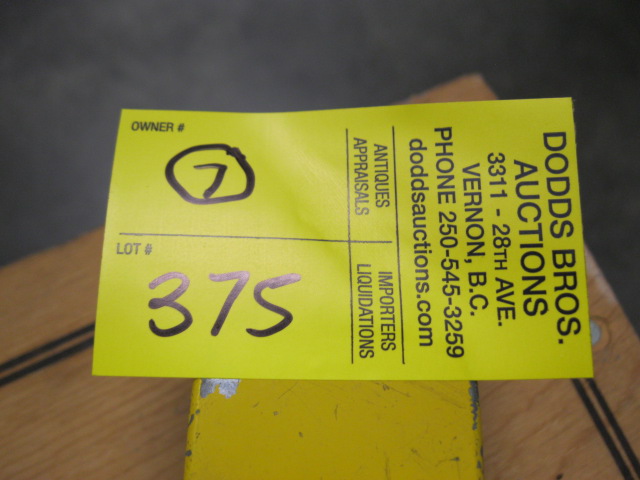 OWNER #
7
LOT #
375
DODDS BROS.
AUCTIONS
3311 - 28TH AVE.
VERNON, B.C.
PHONE 250-545-3259
doddsauctions.com
ANTIQUES
APPRAISALS
IMPORTERS
LIQUIDATIONS